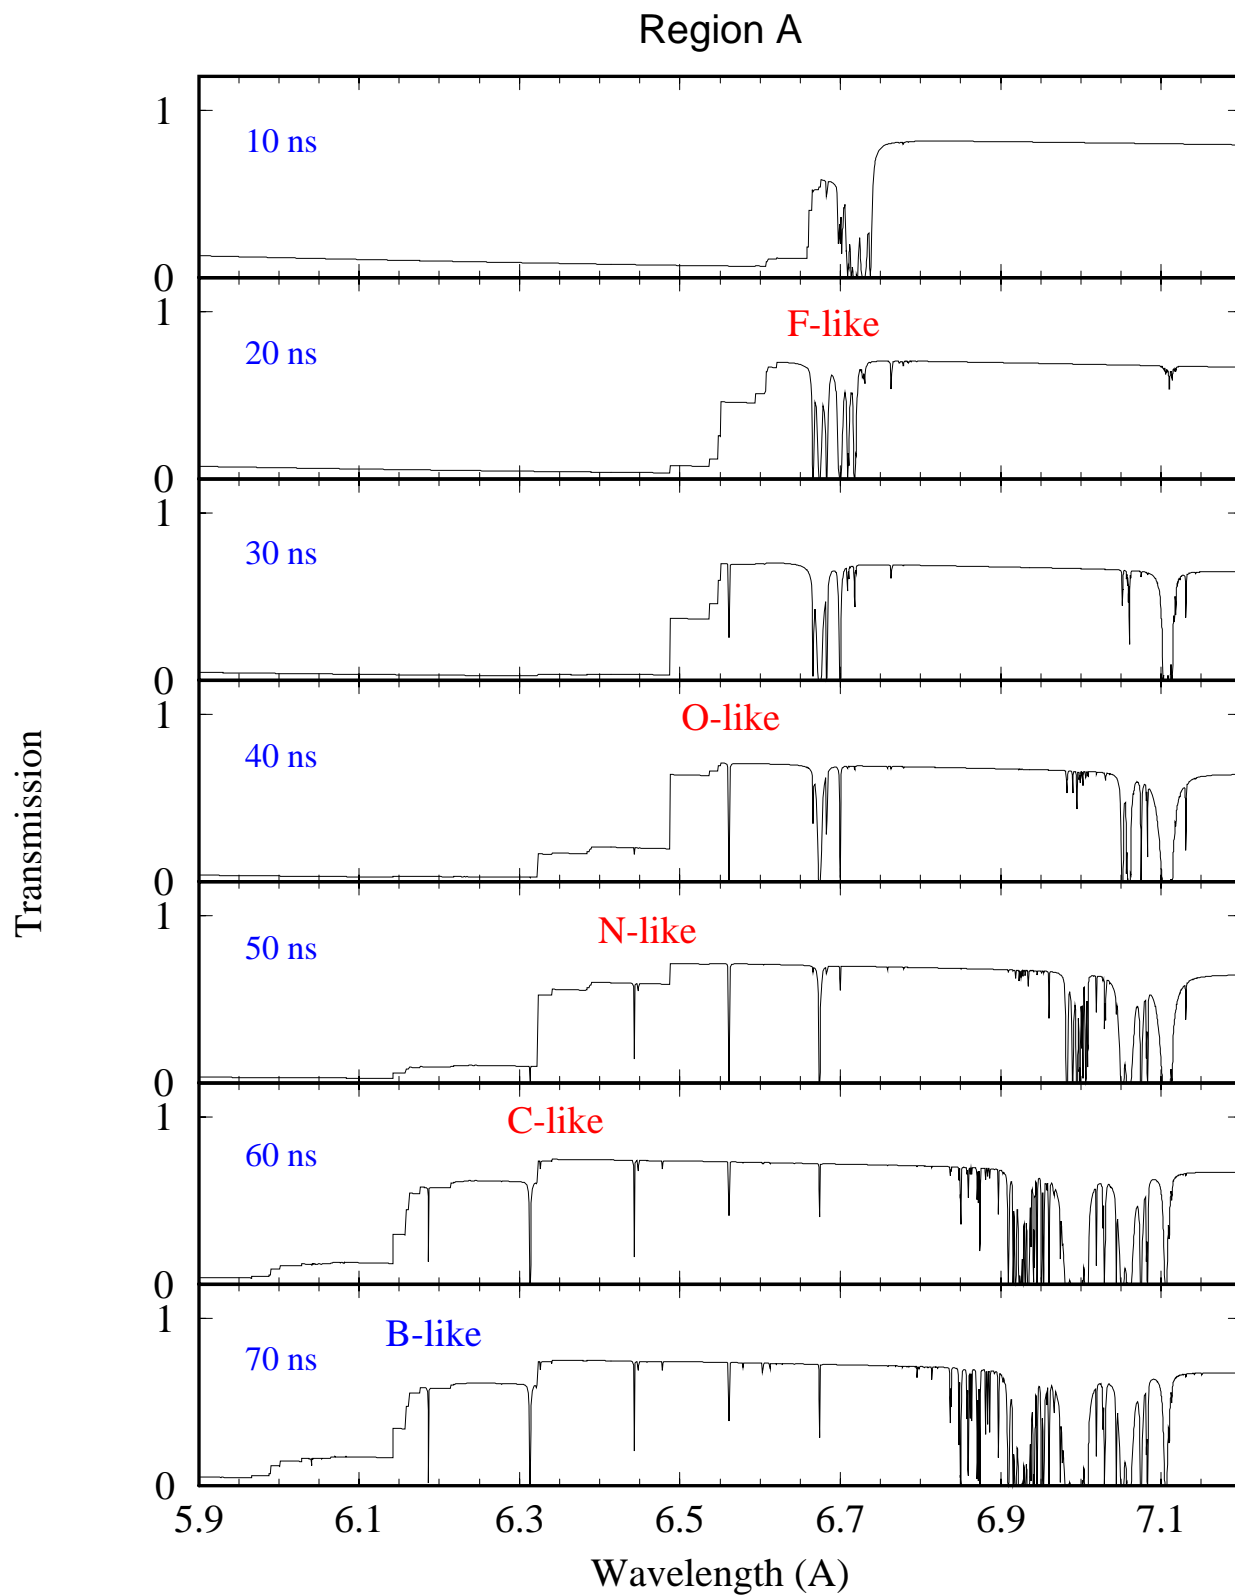 Region A
1
10 ns
0
1
F-like
20 ns
0
1
30 ns
0
1
O-like
40 ns
0
1
N-like
50 ns
0
1
C-like
60 ns
0
1
B-like
70 ns
0
5.9 6.1 6.3 6.5 6.7 6.9 7.1
Wavelength (A)
Transmission